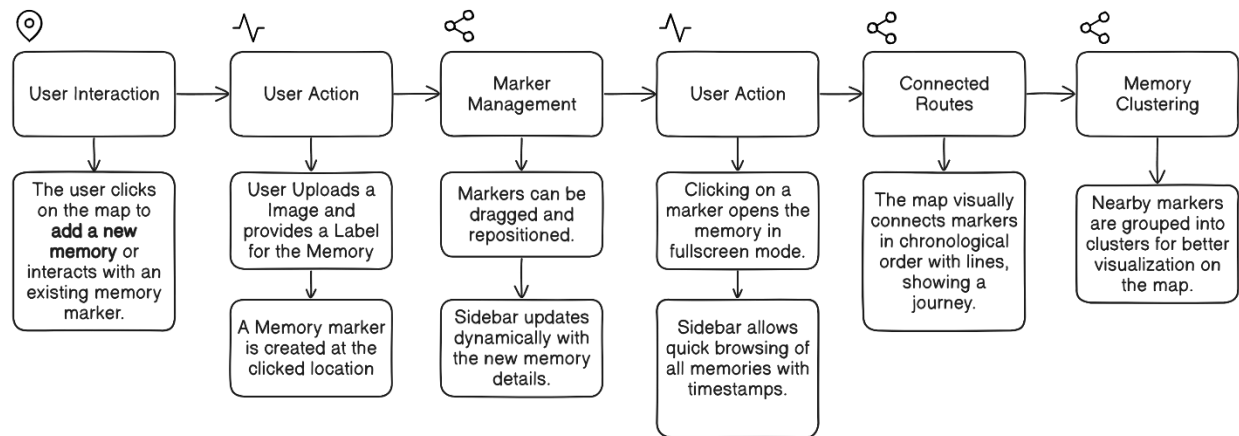 User Interaction
User Action
Marker
Management
User Action
Connected
Routes
Memory
Clustering
The user clicks
on the map to
add a new
memory or
interacts with an
existing memory
marker.
User Uploads a
Image and
provides a Label
for the Memory
A Memory marker
is created at the
clicked location
Markers can be
dragged and
repositioned.
Sidebar updates
dynamically with
the new memory
details.
Clicking on a
marker opens the
memory in
fullscreen mode.
Sidebar allows
quick browsing of
all memories with
timestamps.
The map visually
connects markers
in chronological
order with lines,
showing a
journey.
Nearby markers
are grouped into
clusters for better
visualization on
the map.